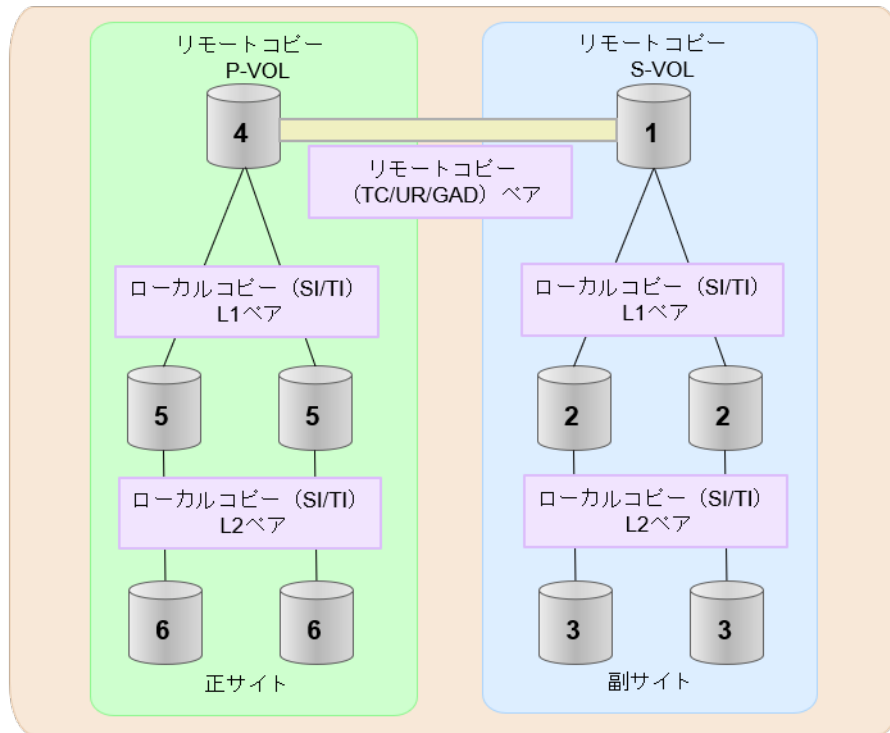 リモートコピー
P-VOL
リモートコピー
S-VOL
4
1
リモートコピー
（TC/UR/GAD）ペア
ローカルコピー（SI/TI）
L1ペア
ローカルコピー（SI/TI）
L1ペア
5
5
2
2
ローカルコピー（SI/TI）
L2ペア
ローカルコピー（SI/TI）
L2ペア
6
6
3
3
正サイト
副サイト